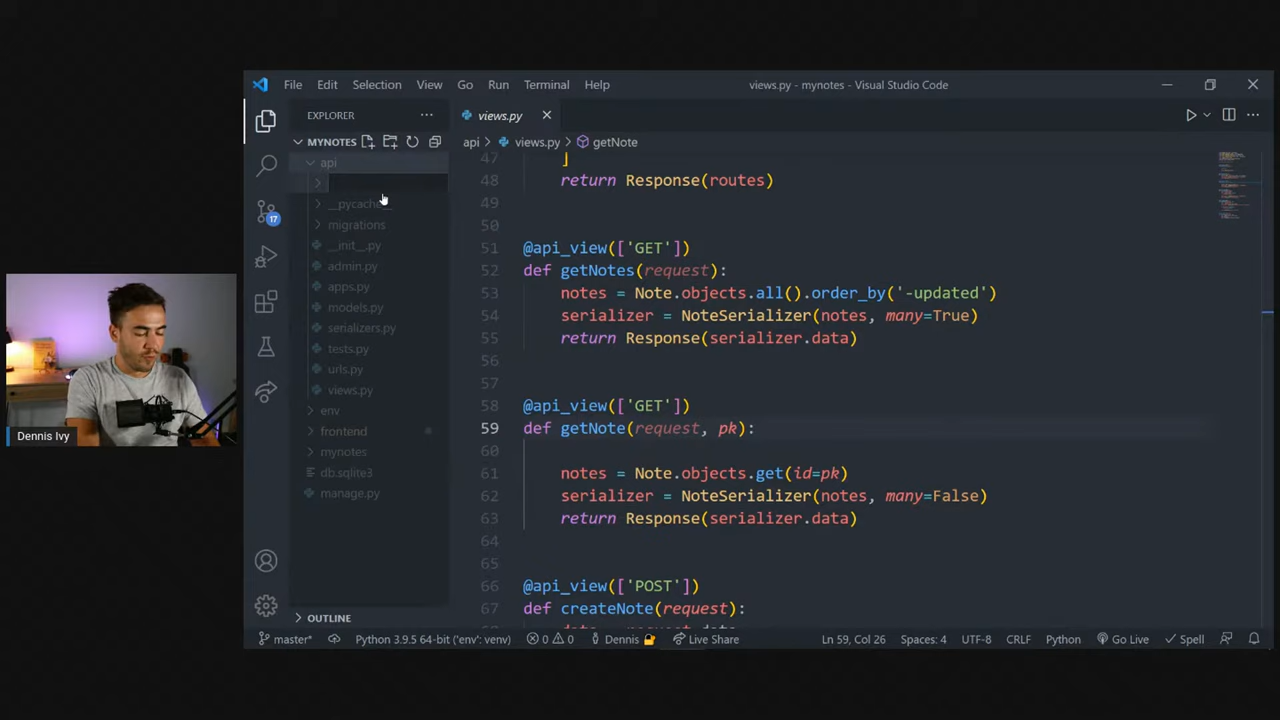 File Edit Selection View Go Run Terminal Help
views.py - mynotes - Visual Studio Code
EXPLORER
views.py
MYNOTES
api > views.py > getNote
api
__pycache__
migrations
__init__.py
admin.py
apps.py
models.py
serializers.py
tests.py
urls.py
views.py
env
frontend
mynotes
db.sqlite3
manage.py
OUTLINE
17
47 ]
48 return Response(routes)
49
50
51 @api_view(['GET'])
52 def getNotes(request):
53 notes = Note.objects.all().order_by('-updated')
54 serializer = NoteSerializer(notes, many=True)
55 return Response(serializer.data)
56
57
58 @api_view(['GET'])
59 def getNote(request, pk):
60
61 notes = Note.objects.get(id=pk)
62 serializer = NoteSerializer(notes, many=False)
63 return Response(serializer.data)
64
65
66 @api_view(['POST'])
67 def createNote(request):
Dennis Ivy
master* Python 3.9.5 64-bit ('env': venv) 0 0 Dennis Live Share Ln 59, Col 26 Spaces: 4 UTF-8 CRLF Python Go Live Spell